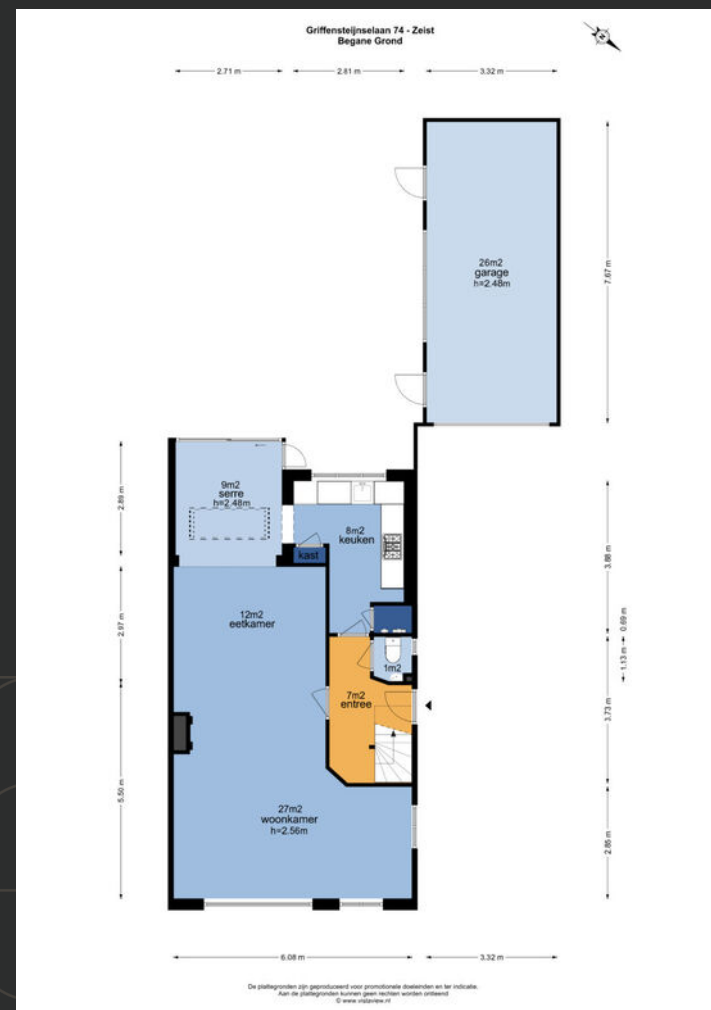 Griffensteijnselaan 74 - Zeist
Begane Grond
N
2.71 m
2.81 m
3.32 m
26m2
garage
h=2.48m
7.67 m
9m2
serre
h=2.48m
2.89 m
8m2
keuken
kast
3.88 m
12m2
eetkamer
2.97 m
0.69 m
1.13 m
1m2
7m2
entree
3.73 m
5.50 m
27m2
woonkamer
h=2.56m
2.85 m
6.08 m
3.32 m
De plattegronden zijn geproduceerd voor promotionele doeleinden en ter indicatie.
Aan de plattegronden kunnen geen rechten worden ontleend
© www.vistaview.nl